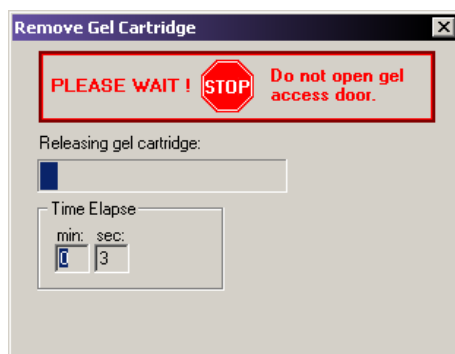 Remove Gel Cartridge
PLEASE WAIT ! STOP Do not open gel
access door.
Releasing gel cartridge:
Time Elapse
min: sec:
0 3